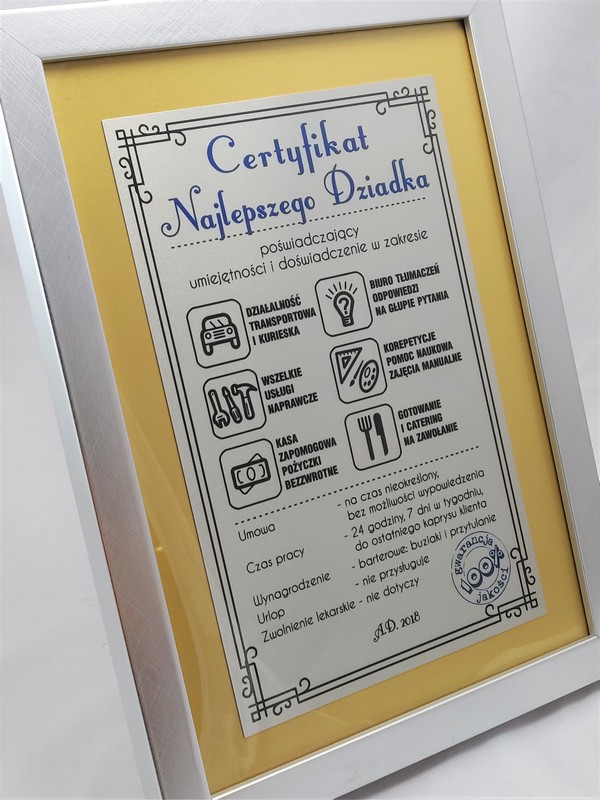 Certyfikat
Najlepszego Dziadka
poświadczający
umiejętności i doświadczenie w zakresie
DZIAŁALNOŚĆ
TRANSPORTOWA
I KURIESKA
BIURO TŁUMACZEŃ
ODPOWIEDZI
NA GŁUPIE PYTANIA
WSZELKIE
USŁUGI
NAPRAWCZE
KOREPETYCJE
POMOC NAUKOWA
ZAJĘCIA MANUALNE
KASA
ZAPOMOGOWA
POŻYCZKI
BEZZWROTNE
GOTOWANIE
I CATERING
NA ZAWOŁANIE
Umowa - na czas nieokreślony,
bez możliwości wypowiedzenia
Czas pracy - 24 godziny, 7 dni w tygodniu,
do ostatniego kaprysu klienta
Wynagrodzenie - barterowe: buziaki i przytulanie
Urlop - nie przysługuje
Zwolnienie lekarskie - nie dotyczy
gwarancja
100%
jakości
A.D. 2018